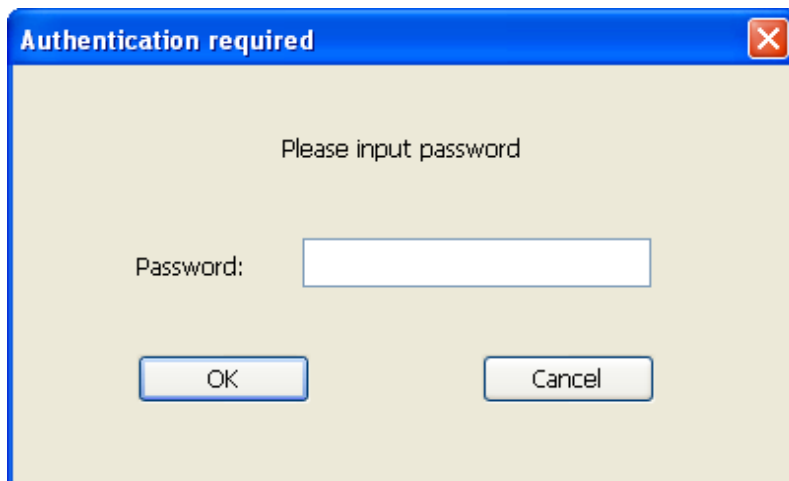 Authentication required
Please input password
Password:
OK Cancel